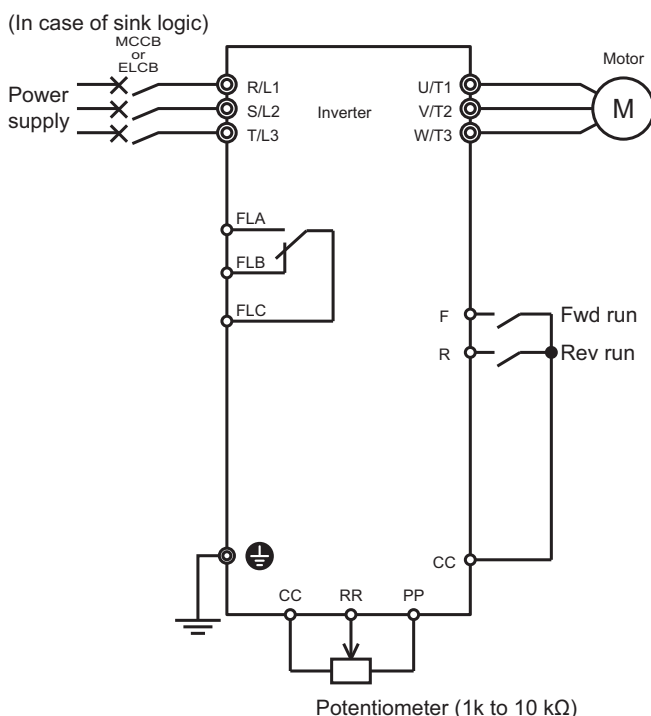 (In case of sink logic)
MCCB
or
ELCB
Power
supply
R/L1
S/L2
T/L3
Inverter
U/T1
V/T2
W/T3
Motor
M
FLA
FLB
FLC
F
Fwd run
R
Rev run
CC
CC RR PP
Potentiometer (1k to 10 kΩ)